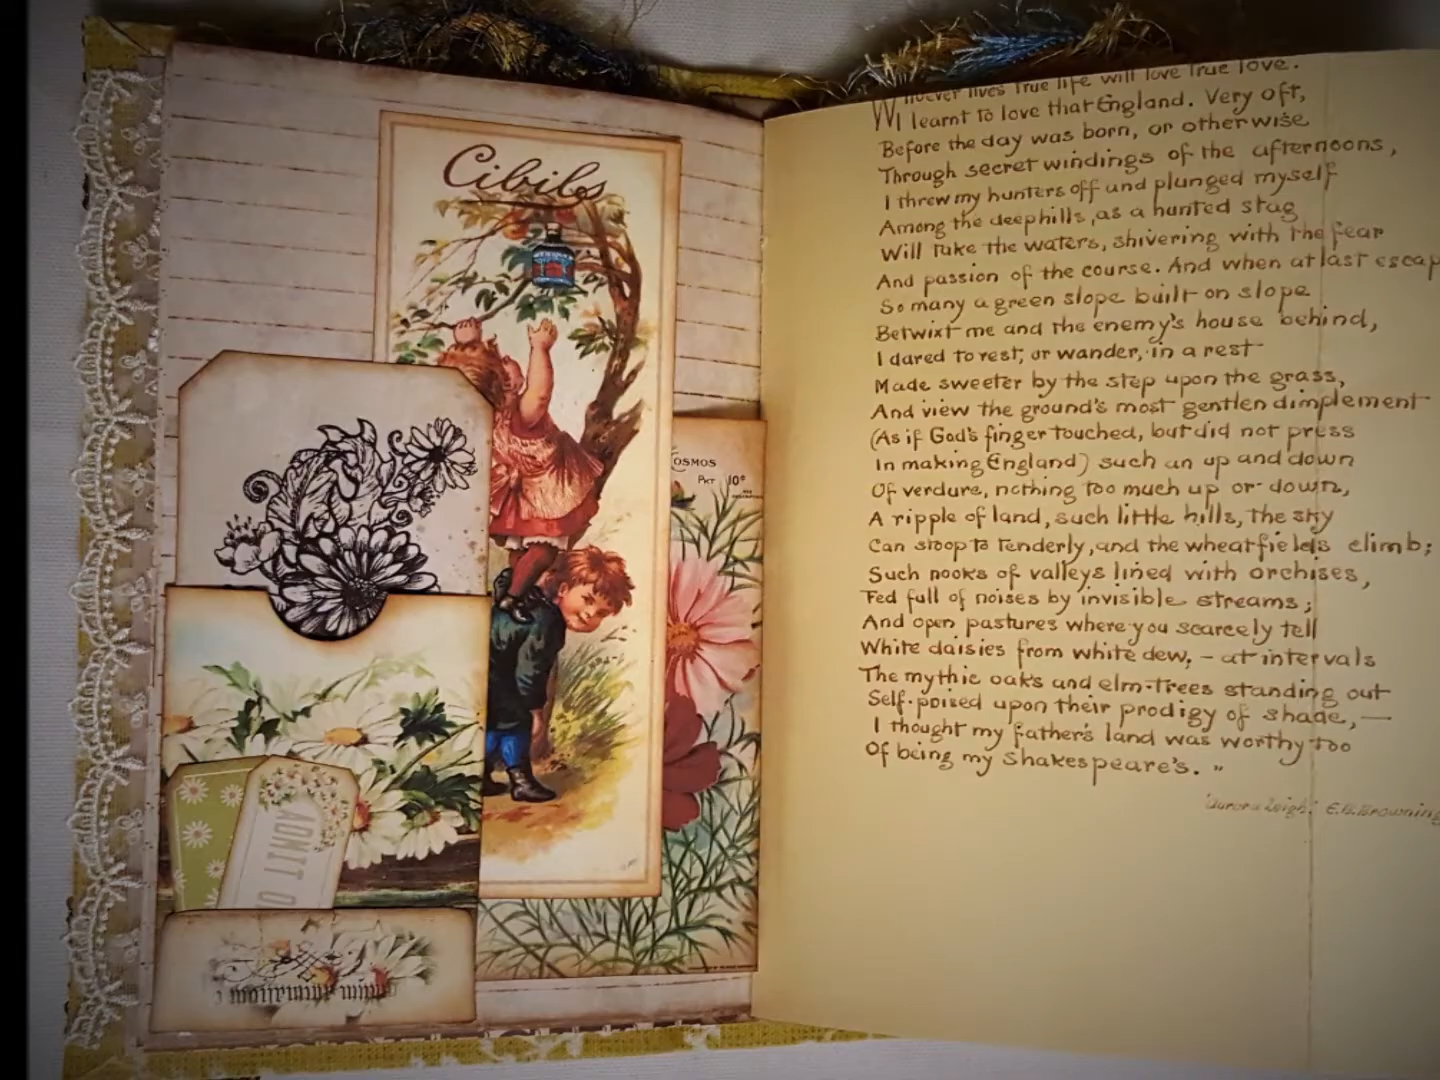 Cibils
COSMOS
PKT 10¢
ADMIT O
Whoever lives true life will love true love.
I learnt to love that England. Very oft,
Before the day was born, or otherwise
Through secret windings of the afternoons,
I threw my hunters off and plunged myself
Among the deep hills, as a hunted stag
Will take the waters, shivering with the fear
And passion of the course. And when at last escap
So many a green slope built on slope
Betwixt me and the enemy's house behind,
I dared to rest, or wander, in a rest
Made sweeter by the step upon the grass,
And view the ground's most gentlen dimplement
(As if God's finger touched, but did not press
In making England) such an up and down
Of verdure, nothing too much up or down,
A ripple of land, such little hills, the sky
Can stoop to tenderly, and the wheatfields climb;
Such nooks of valleys lined with orchises,
Fed full of noises by invisible streams;
And open pastures where you scarcely tell
White daisies from white dew, - at intervals
The mythic oaks and elm-trees standing out
Self-poised upon their prodigy of shade, —
I thought my father's land was worthy too
Of being my Shakespeare's. "
'Aurora Leigh'. E.B. Browning